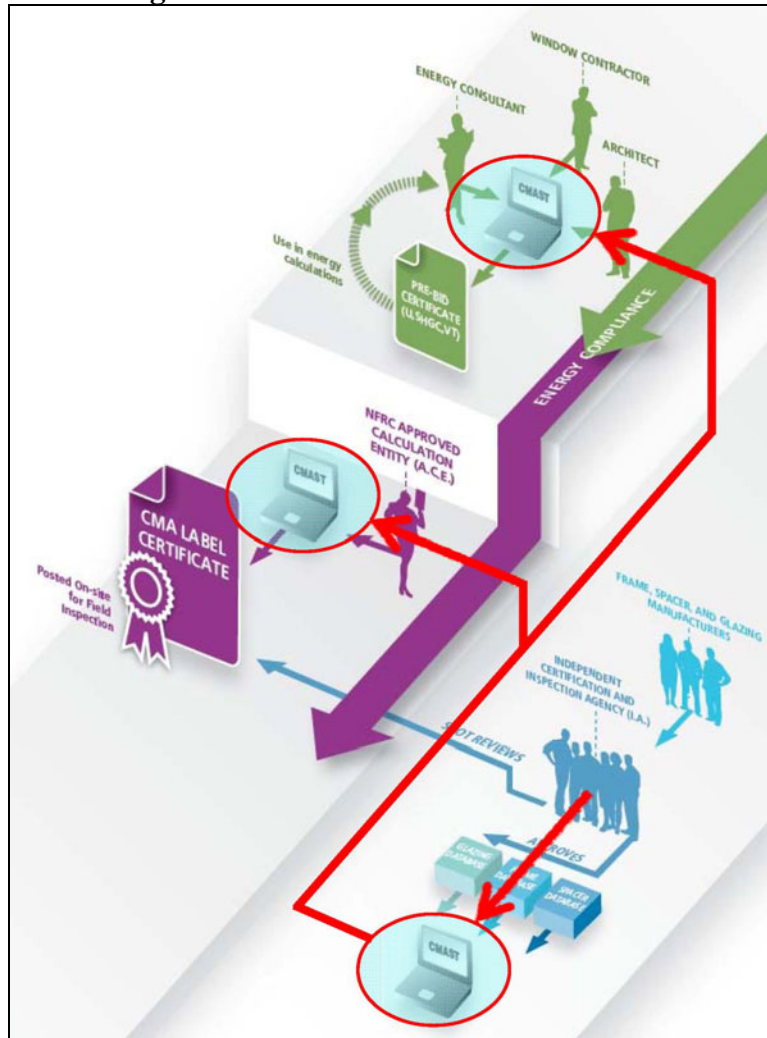 WINDOW CONTRACTOR
ENERGY CONSULTANT
ARCHITECT
CMAST
Use in energy
calculations
PRE-BID
CERTIFICATE
(U,SHGC,VT)
ENERGY COMPLIANCE
NFRC APPROVED
CALCULATION
ENTITY (A.C.E.)
CMAST
CMA LABEL
CERTIFICATE
Posted On-site
for Field
Inspection
FRAME, SPACER, AND GLAZING
MANUFACTURERS
INDEPENDENT
CERTIFICATION AND
INSPECTION AGENCY (I.A.)
REVIEWS
GLAZING
DATABASE
SPACER
DATABASE
CMAST